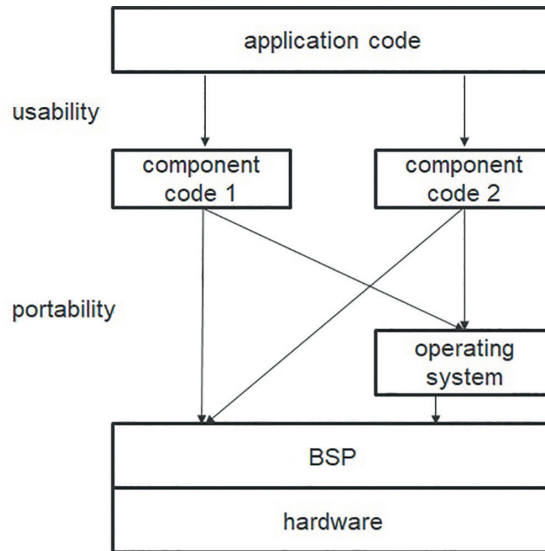 application code
usability
component
code 1
component
code 2
portability
operating
system
BSP
hardware